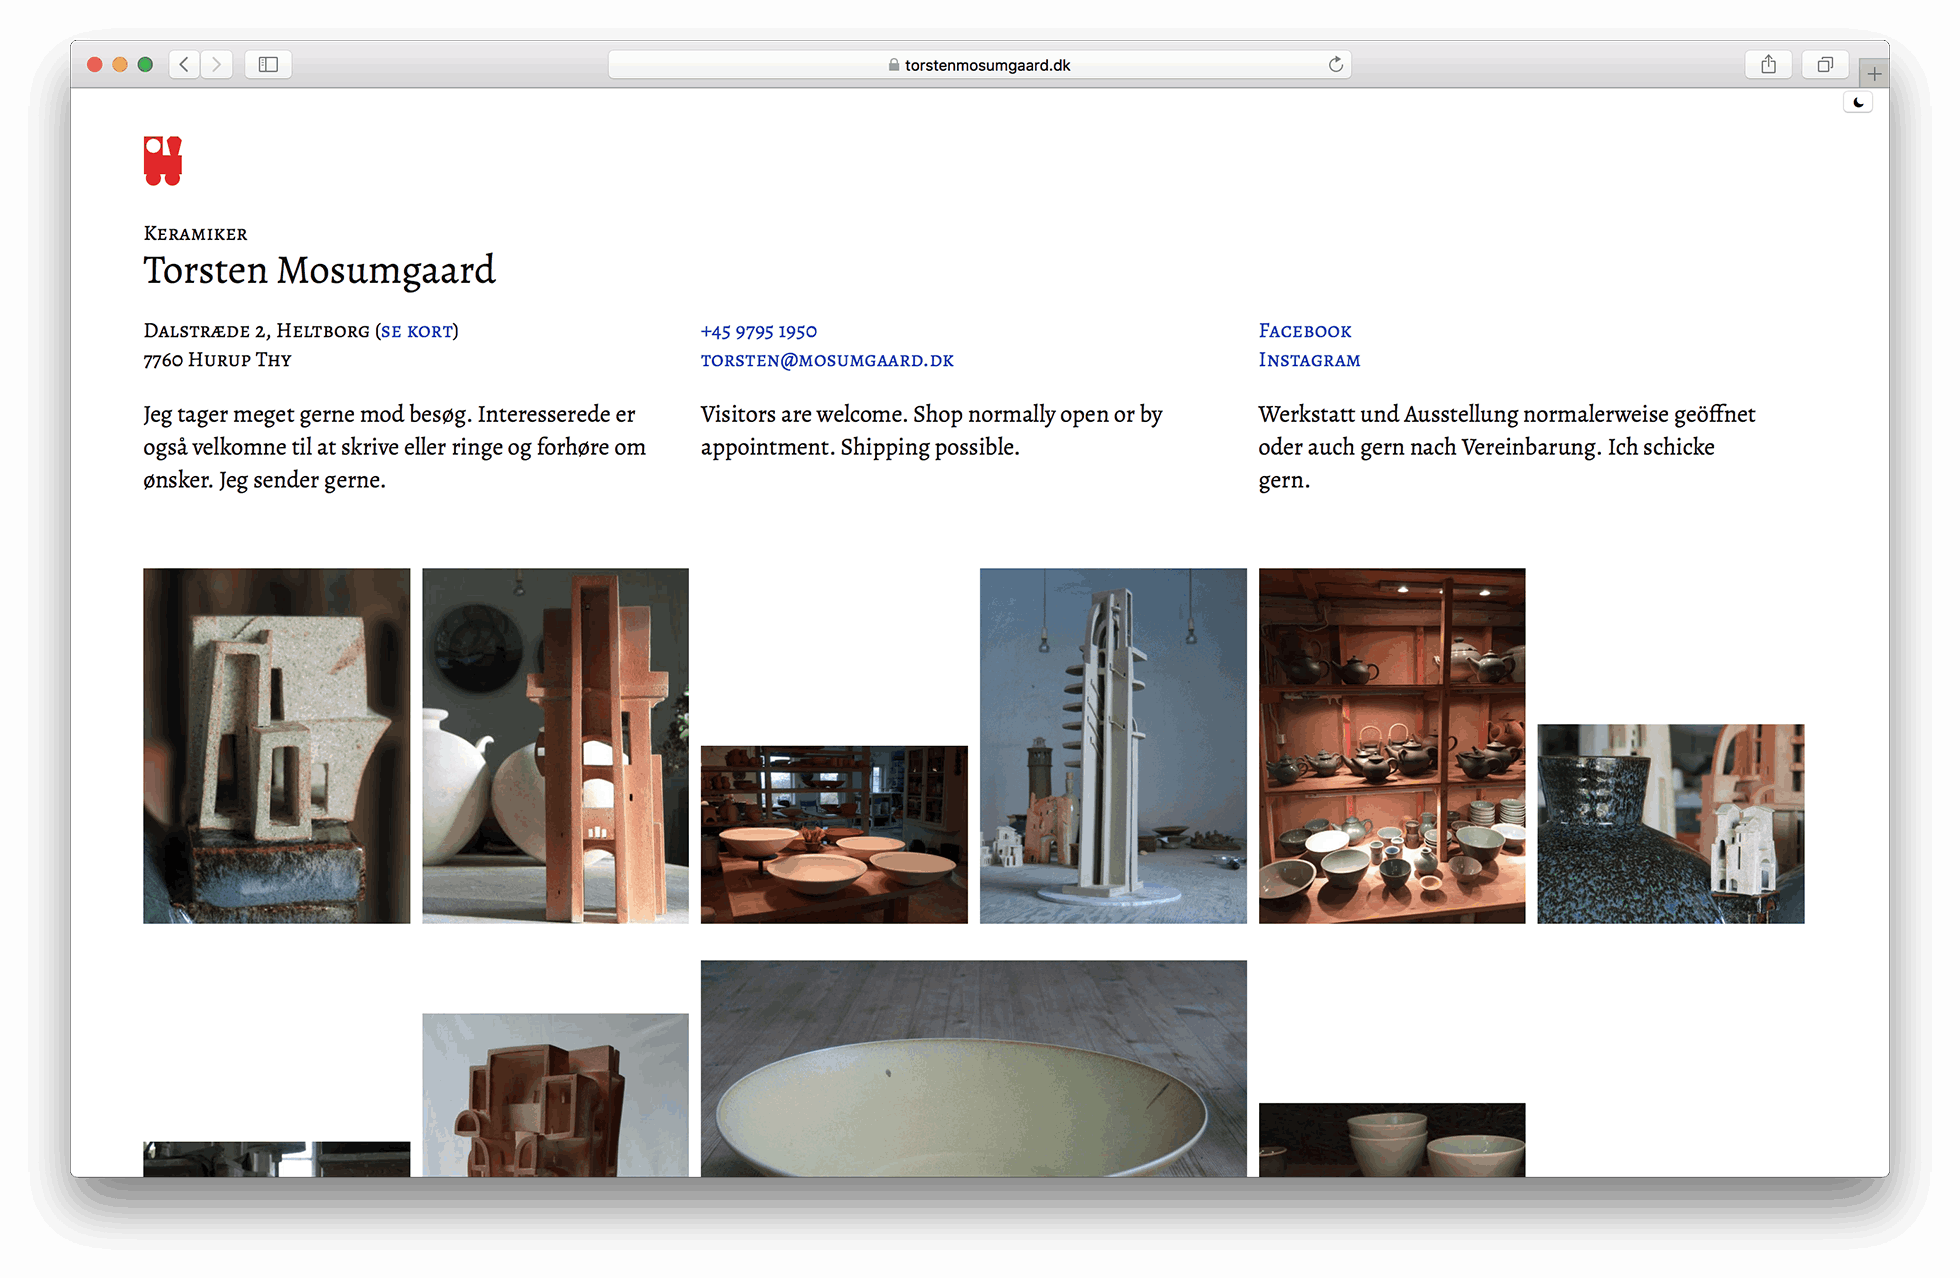 torstenmosumgaard.dk
Keramiker
Torsten Mosumgaard
Dalstræde 2, Heltborg (se kort)
7760 Hurup Thy
+45 9795 1950
torsten@mosumgaard.dk
Facebook
Instagram
Jeg tager meget gerne mod besøg. Interesserede er
også velkomne til at skrive eller ringe og forhøre om
ønsker. Jeg sender gerne.
Visitors are welcome. Shop normally open or by
appointment. Shipping possible.
Werkstatt und Ausstellung normalerweise geöffnet
oder auch gern nach Vereinbarung. Ich schicke
gern.